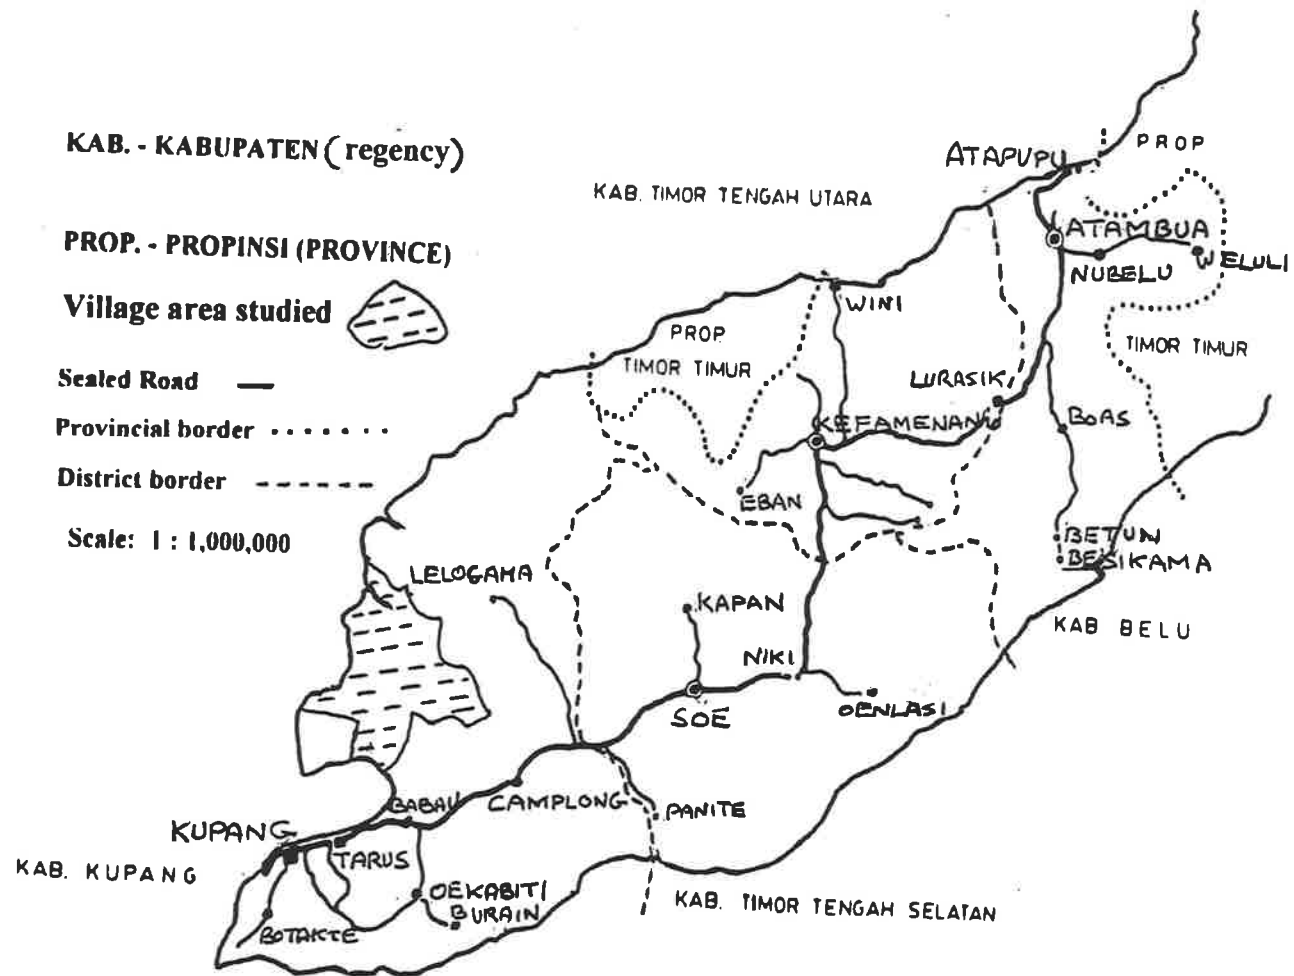 KAB. - KABUPATEN (regency)
PROP. - PROPINSI (PROVINCE)
Village area studied
Sealed Road
Provincial border
District border
Scale: 1 : 1,000,000
PROP
ATAPUPU
KAB. TIMOR TENGAH UTARA
ATAMBUA
WELULI
NUBELU
WINI
PROP
TIMOR TIMUR
TIMOR TIMUR
LURASIK
BOAS
KEFAMENANG
EBAN
BETUN
BESIKAMA
LELOGAMA
KAPAN
KAB BELU
NIKI
OENLASI
SOE
BABAU
CAMPLONG
PANITE
KUPANG
TARUS
KAB. KUPANG
OEKABITI
BURAIN
KAB. TIMOR TENGAH SELATAN
BOTAKTE